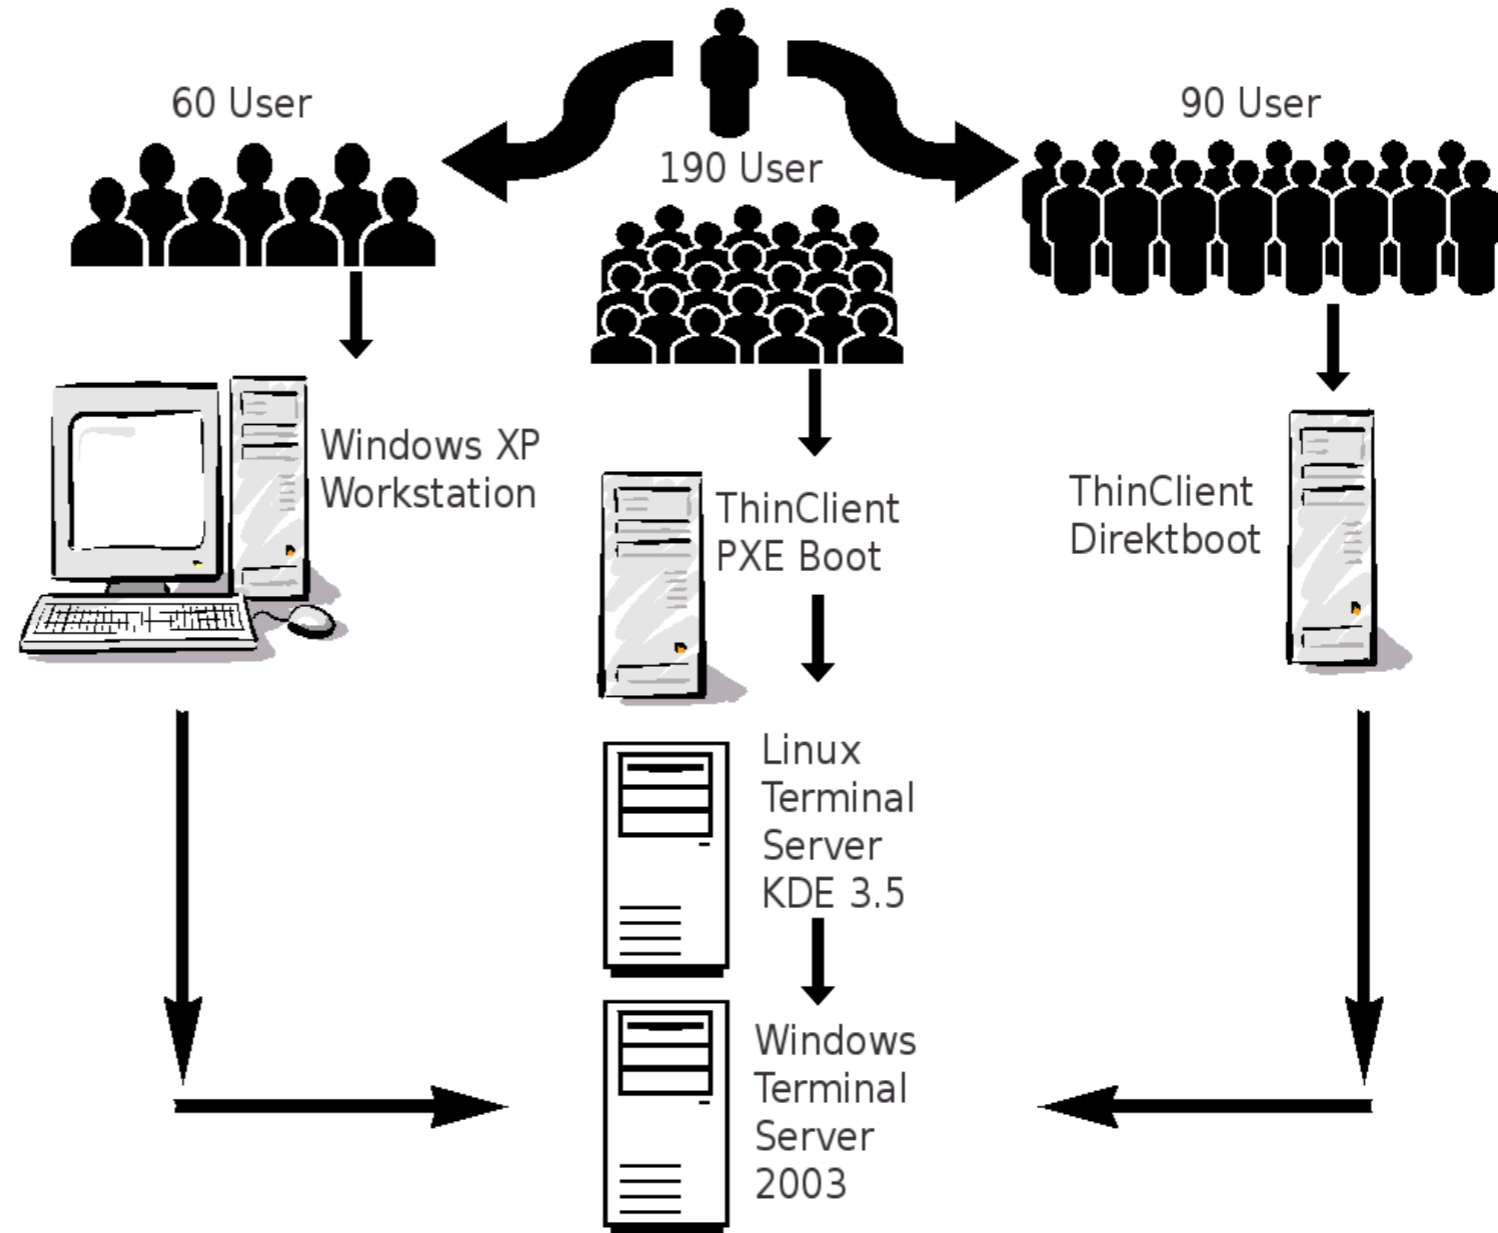 60 User
190 User
90 User
Windows XP
Workstation
ThinClient
PXE Boot
ThinClient
Direktboot
Linux
Terminal
Server
KDE 3.5
Windows
Terminal
Server
2003